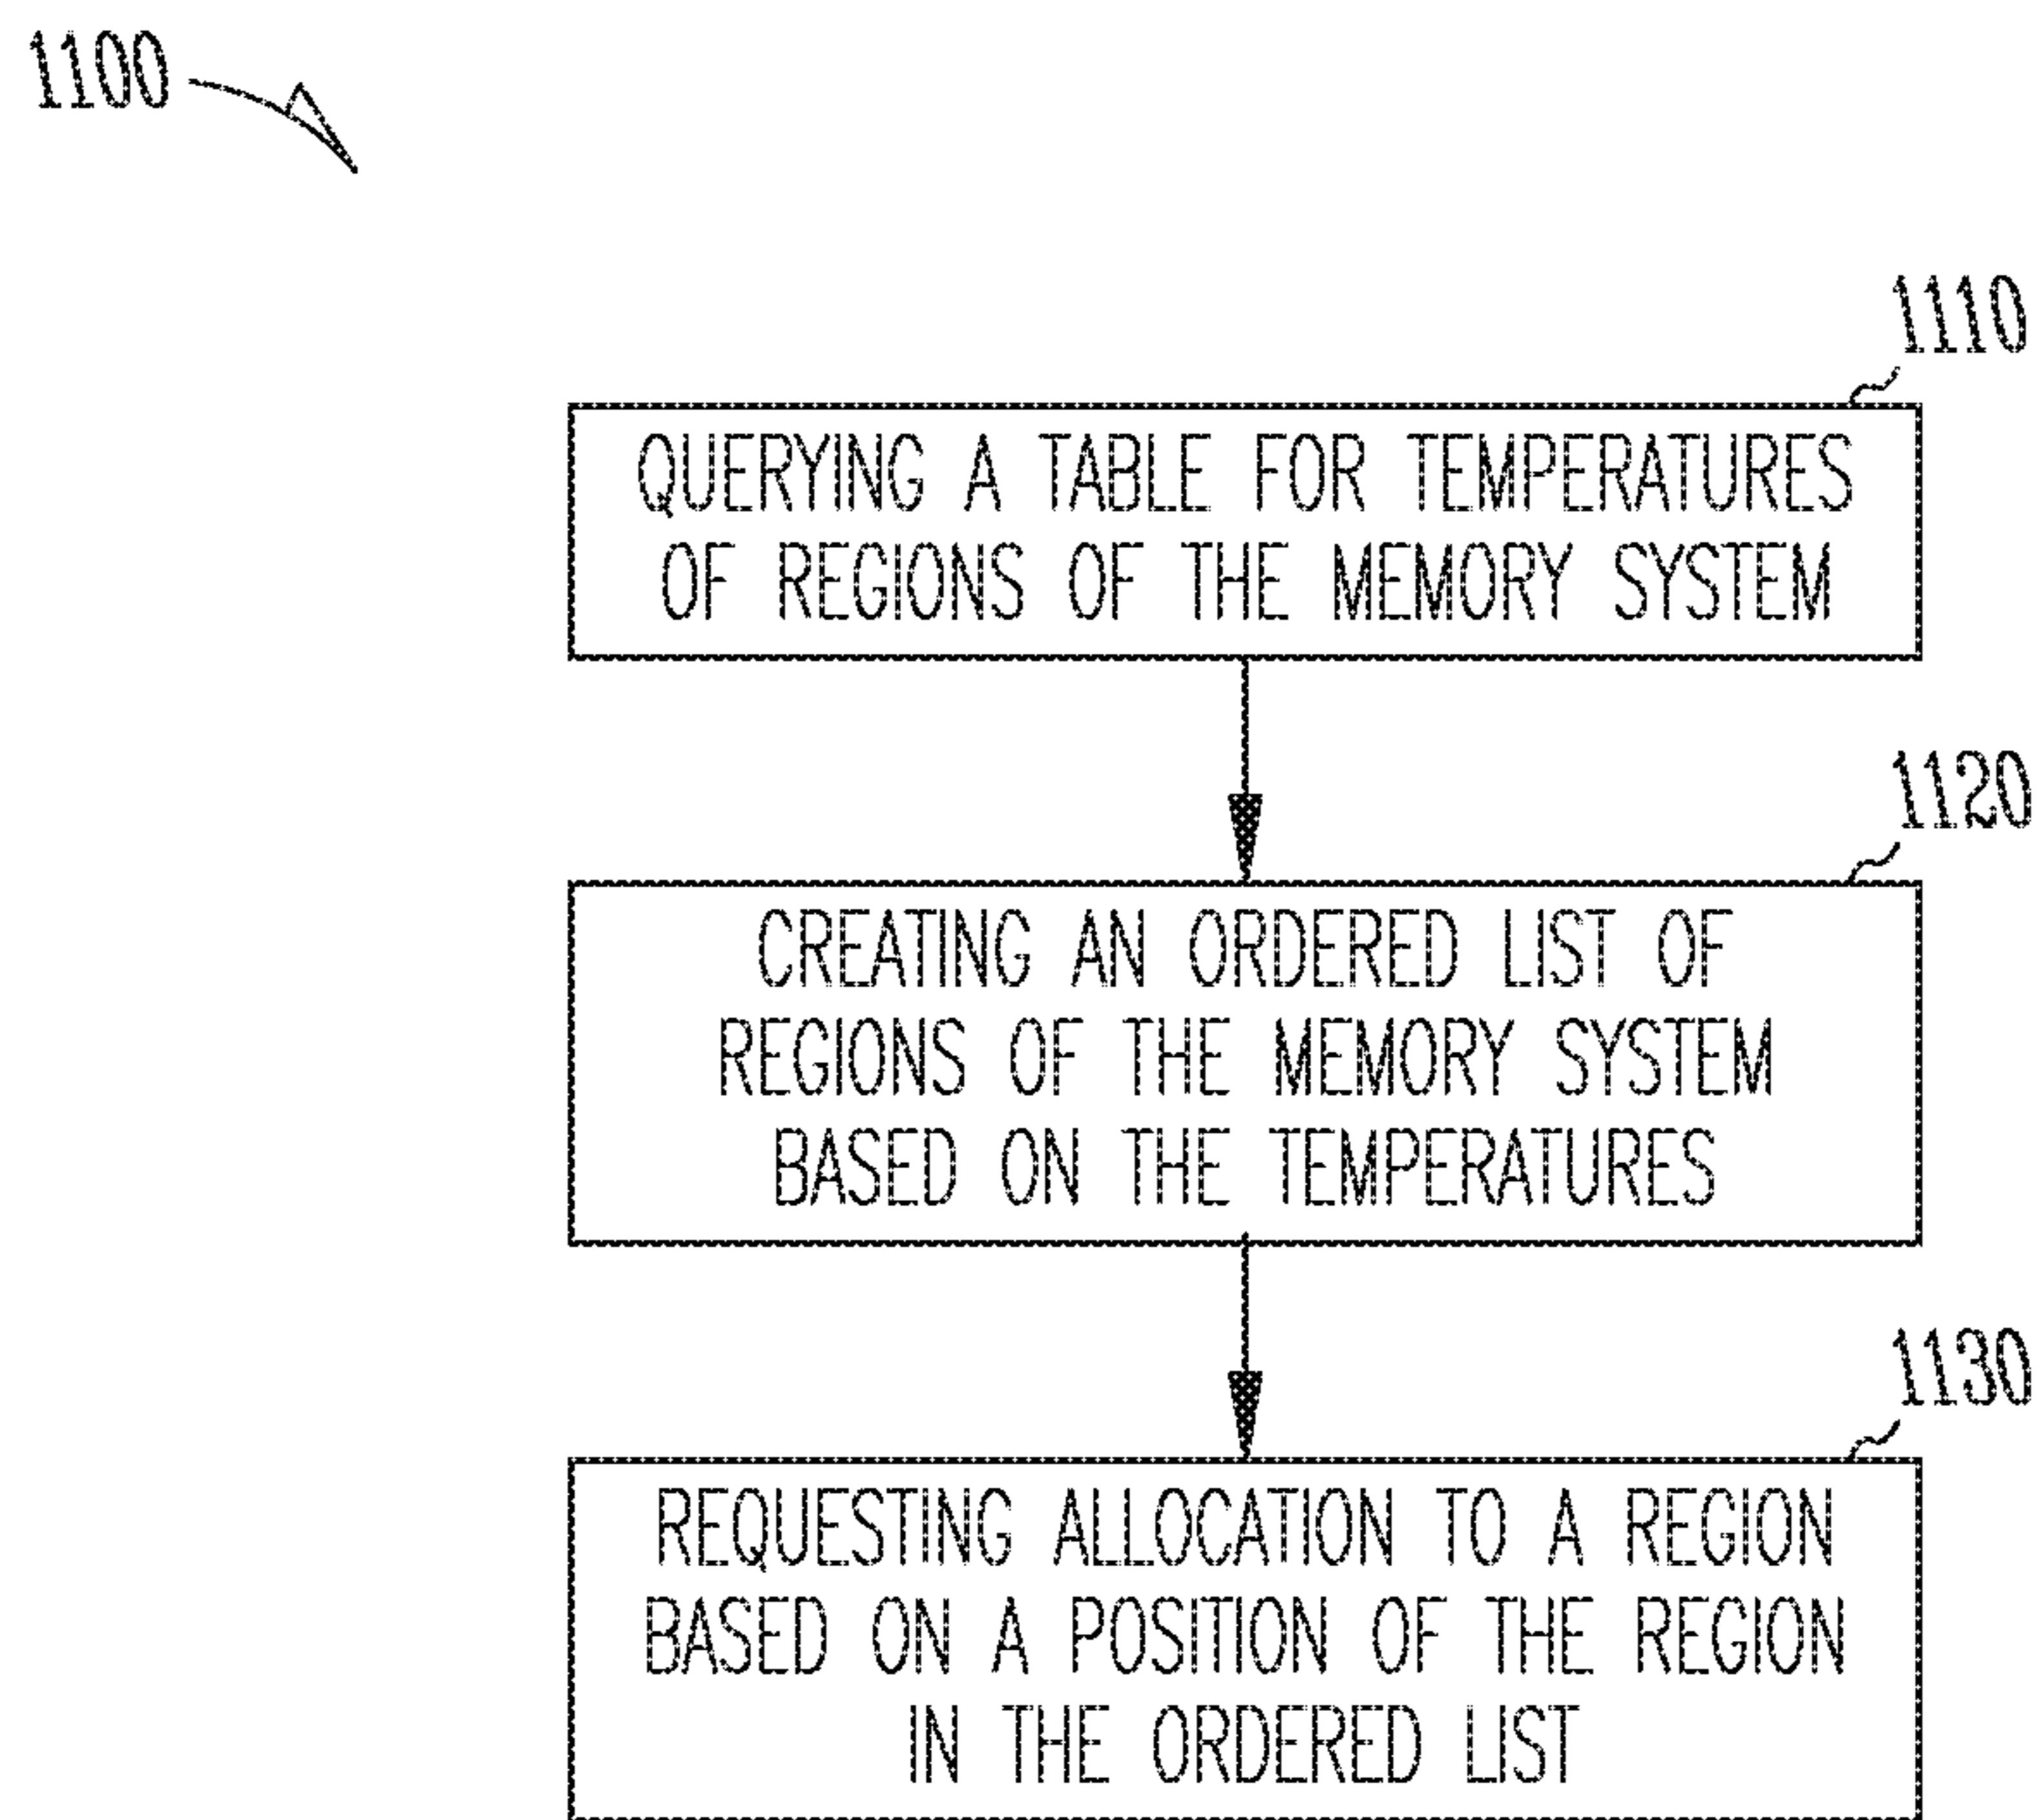 1100
1110
QUERYING A TABLE FOR TEMPERATURES
OF REGIONS OF THE MEMORY SYSTEM
1120
CREATING AN ORDERED LIST OF
REGIONS OF THE MEMORY SYSTEM
BASED ON THE TEMPERATURES
1130
REQUESTING ALLOCATION TO A REGION
BASED ON A POSITION OF THE REGION
IN THE ORDERED LIST